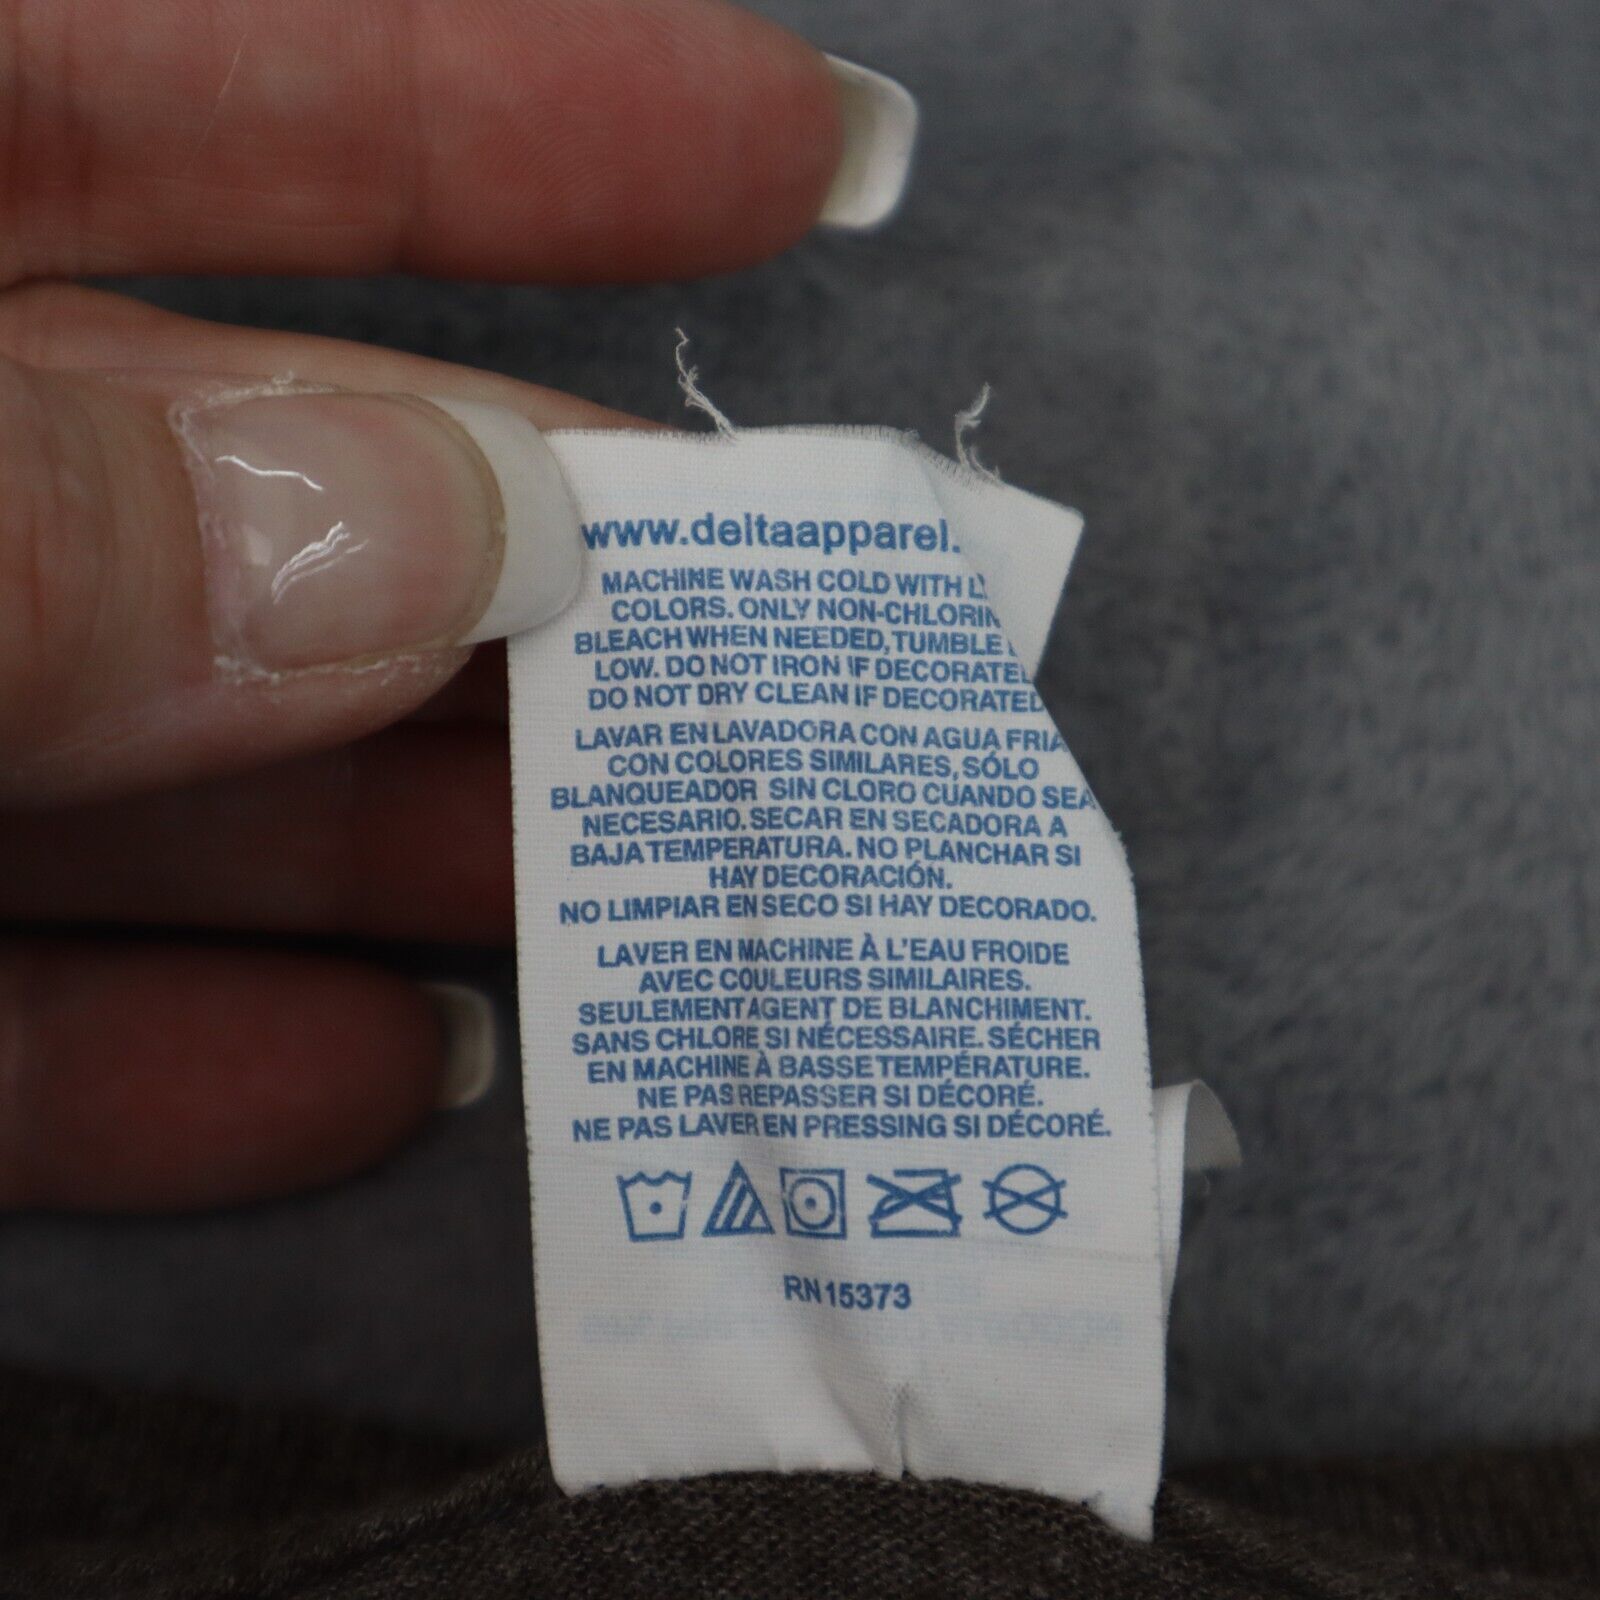 www.deltaapparel.
MACHINE WASH COLD WITH
COLORS. ONLY NON-CHLORIN
BLEACH WHEN NEEDED, TUMBLE
LOW. DO NOT IRON IF DECORATED
DO NOT DRY CLEAN IF DECORATED
LAVAR EN LAVADORA CON AGUA FRIA
CON COLORES SIMILARES, SÓLO
BLANQUEADOR SIN CLORO CUANDO SEA
NECESARIO. SECAR EN SECADORA A
BAJA TEMPERATURA. NO PLANCHAR SI
HAY DECORACIÓN.
NO LIMPIAR EN SECO SI HAY DECORADO.
LAVER EN MACHINE À L'EAU FROIDE
AVEC COULEURS SIMILAIRES.
SEULEMENT AGENT DE BLANCHIMENT.
SANS CHLORE SI NÉCESSAIRE. SÉCHER
EN MACHINE À BASSE TEMPÉRATURE.
NE PAS REPASSER SI DÉCORÉ.
NE PAS LAVER EN PRESSING SI DÉCORÉ.
RN15373